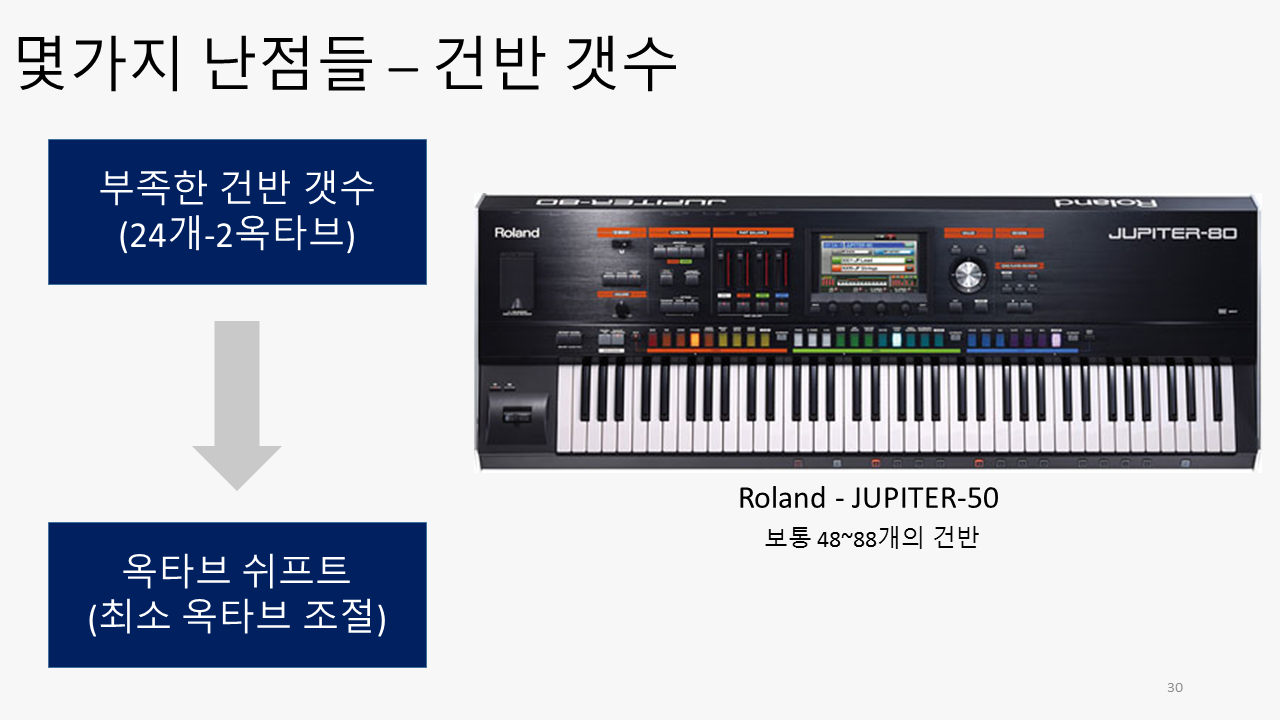 몇가지 난점들 – 건반 갯수
부족한 건반 갯수
(24개-2옥타브)
옥타브 쉬프트
(최소 옥타브 조절)
JUPITER-80
Roland
Roland
JUPITER-80
Roland - JUPITER-50
보통 48~88개의 건반
30